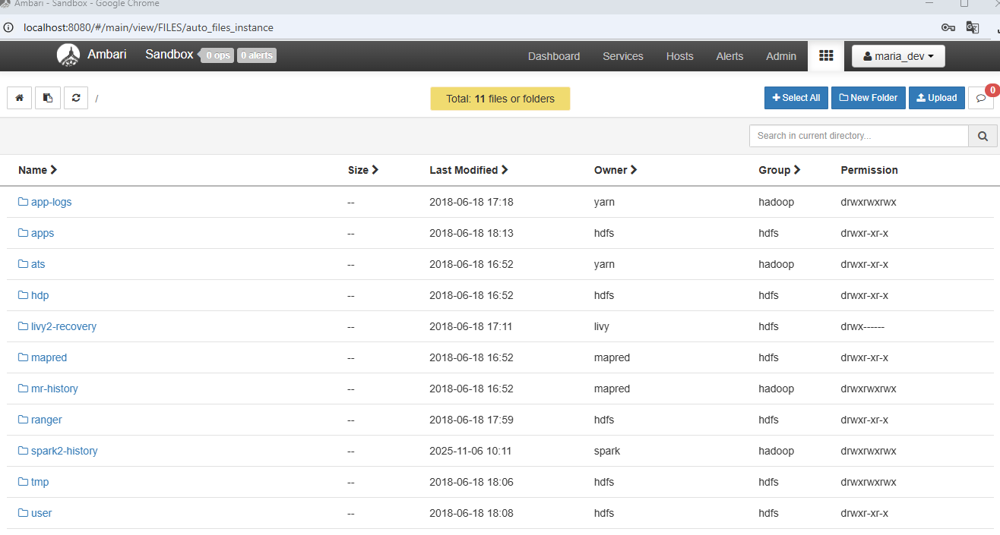 Ambari - Sandbox - Google Chrome
localhost:8080/#/main/view/FILES/auto_files_instance
Ambari Sandbox 0 ops 0 alerts Dashboard Services Hosts Alerts Admin maria_dev
/ Total: 11 files or folders Select All New Folder Upload 0
Search in current directory...
Name Size Last Modified Owner Group Permission
app-logs -- 2018-06-18 17:18 yarn hadoop drwxrwxrwx
apps -- 2018-06-18 18:13 hdfs hdfs drwxr-xr-x
ats -- 2018-06-18 16:52 yarn hadoop drwxr-xr-x
hdp -- 2018-06-18 16:52 hdfs hdfs drwxr-xr-x
livy2-recovery -- 2018-06-18 17:11 livy hdfs drwx------
mapred -- 2018-06-18 16:52 mapred hdfs drwxr-xr-x
mr-history -- 2018-06-18 16:52 mapred hadoop drwxrwxrwx
ranger -- 2018-06-18 17:59 hdfs hdfs drwxr-xr-x
spark2-history -- 2025-11-06 10:11 spark hadoop drwxrwxrwx
tmp -- 2018-06-18 18:06 hdfs hdfs drwxrwxrwx
user -- 2018-06-18 18:08 hdfs hdfs drwxr-xr-x